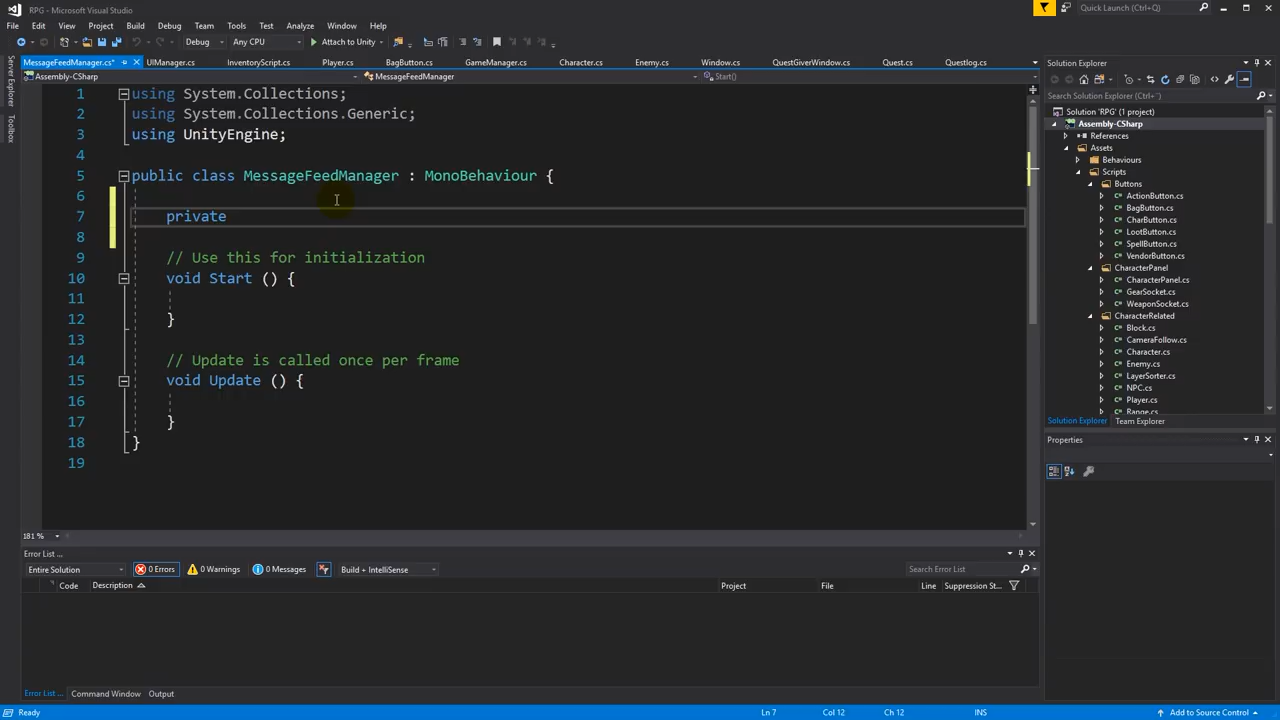 RPG - Microsoft Visual Studio
Quick Launch (Ctrl+Q)
File Edit View Project Build Debug Team Tools Test Analyze Window Help
Debug Any CPU Attach to Unity
MessageFeedManager.cs* UIManager.cs InventoryScript.cs Player.cs BagButton.cs GameManager.cs Character.cs Enemy.cs Window.cs QuestGiverWindow.cs Quest.cs Questlog.cs
Assembly-CSharp MessageFeedManager Start()
Server Explorer
Toolbox
1 using System.Collections;
2 using System.Collections.Generic;
3 using UnityEngine;
4
5 public class MessageFeedManager : MonoBehaviour {
6
7 private
8
9 // Use this for initialization
10 void Start () {
11
12 }
13
14 // Update is called once per frame
15 void Update () {
16
17 }
18 }
19
181 %
Solution Explorer
Search Solution Explorer (Ctrl+¨)
Solution 'RPG' (1 project)
Assembly-CSharp
References
Assets
Behaviours
Scripts
Buttons
ActionButton.cs
BagButton.cs
CharButton.cs
LootButton.cs
SpellButton.cs
VendorButton.cs
CharacterPanel
CharacterPanel.cs
GearSocket.cs
WeaponSocket.cs
CharacterRelated
Block.cs
CameraFollow.cs
Character.cs
Enemy.cs
LayerSorter.cs
NPC.cs
Player.cs
Range.cs
Solution Explorer Team Explorer
Properties
Error List ...
Entire Solution 0 Errors 0 Warnings 0 Messages Build + IntelliSense Search Error List
Code Description Project File Line Suppression St...
Error List ... Command Window Output
Ready Ln 7 Col 12 Ch 12 INS Add to Source Control